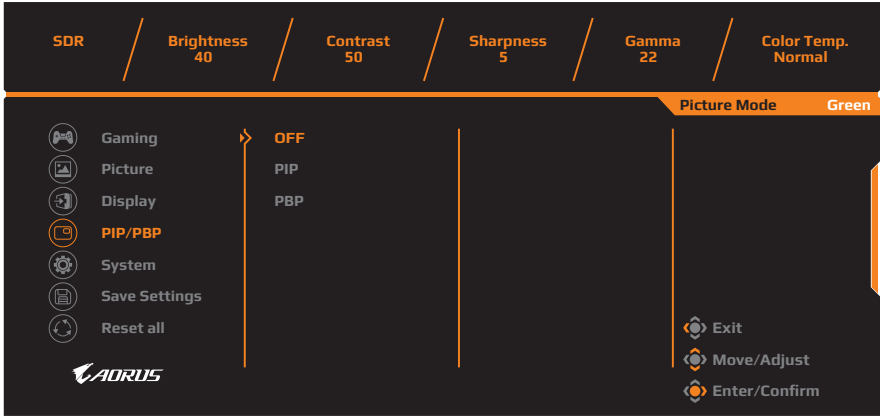 SDR
Brightness
40
Contrast
50
Sharpness
5
Gamma
22
Color Temp.
Normal
Picture Mode Green
Gaming
Picture
Display
PIP/PBP
System
Save Settings
Reset all
OFF
PIP
PBP
Exit
Move/Adjust
Enter/Confirm
AORUS